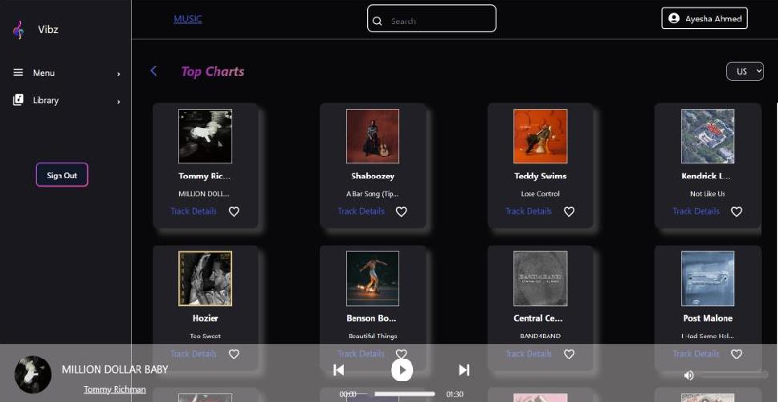 Vibz
MUSIC
Search
Ayesha Ahmed
Menu
Library
Sign Out
Top Charts
US
Tommy Ric...
MILLION DOLL...
Track Details
Shaboozey
A Bar Song (Tip...
Track Details
Teddy Swims
Lose Control
Track Details
Kendrick L...
Not Like Us
Track Details
Hozier
Too Sweet
Track Details
Benson Bo...
Beautiful Things
Track Details
Central Ce...
BAND4BAND
Track Details
Post Malone
I Had Some Hel...
Track Details
MILLION DOLLAR BABY
Tommy Richman
00:00
01:30